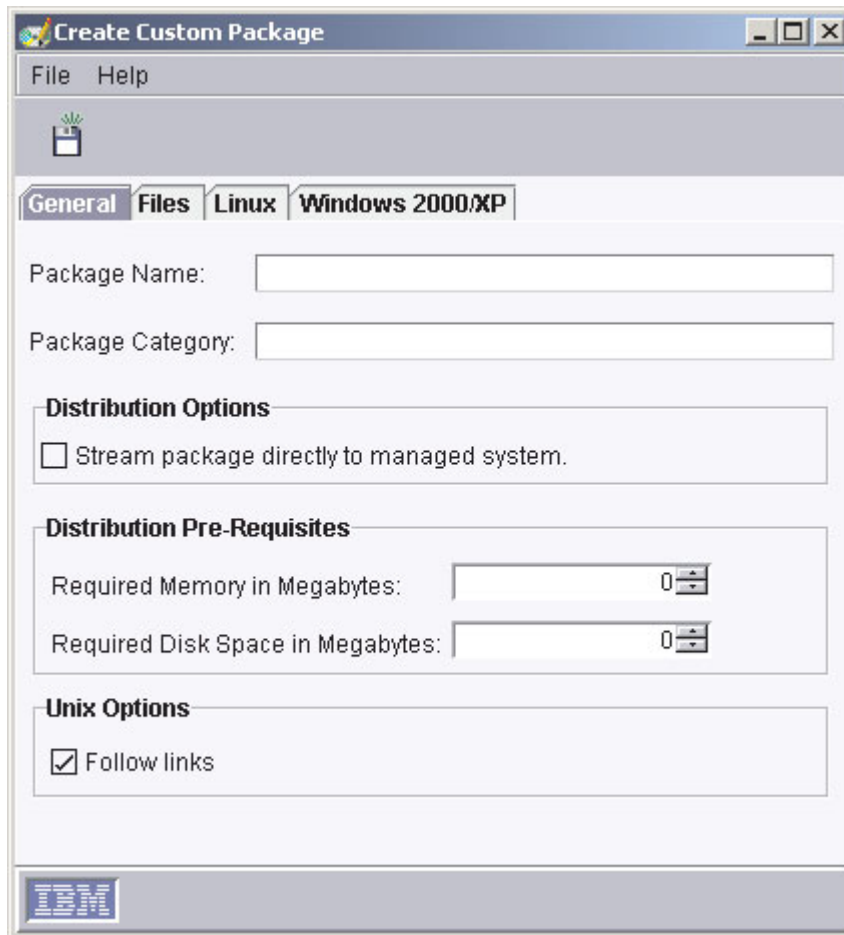 Create Custom Package
File Help
General Files Linux Windows 2000/XP
Package Name:
Package Category:
Distribution Options
Stream package directly to managed system.
Distribution Pre-Requisites
Required Memory in Megabytes: 0
Required Disk Space in Megabytes: 0
Unix Options
Follow links
IBM